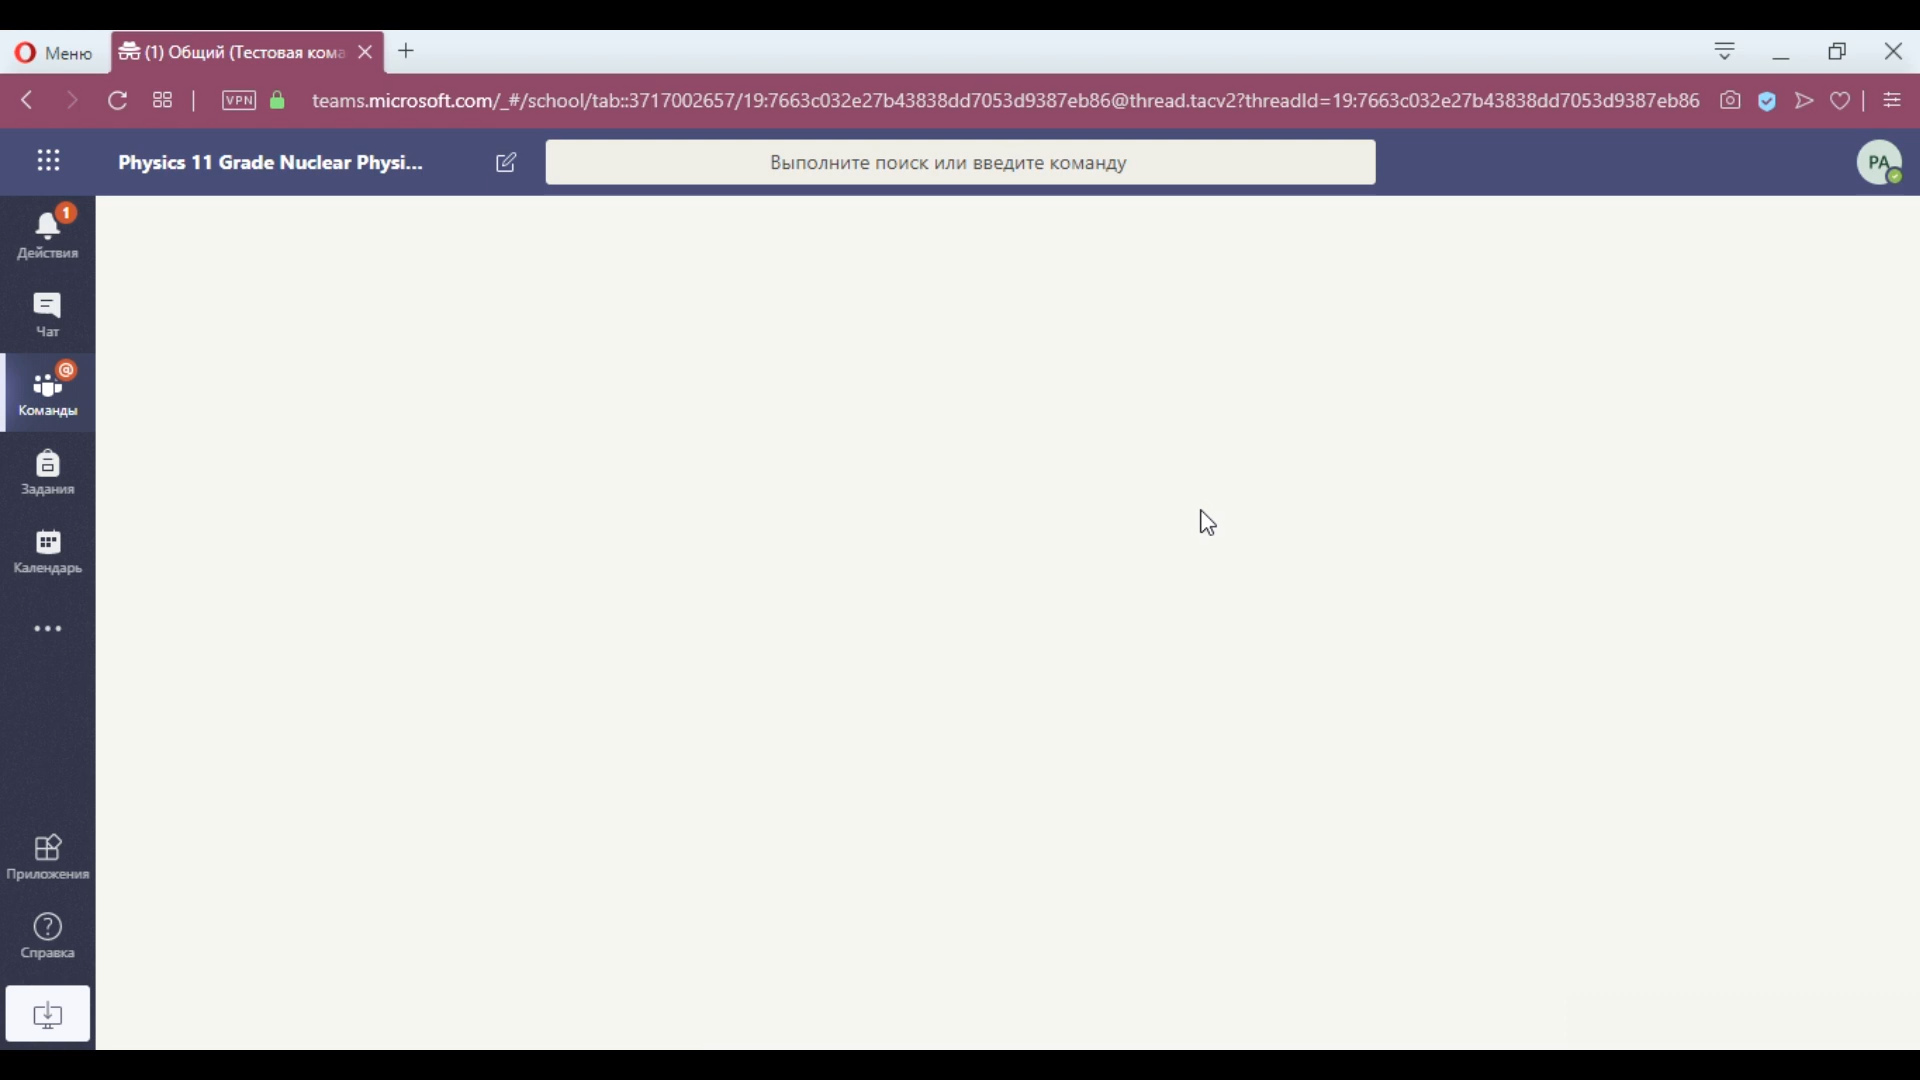 Меню
(1) Общий (Тестовая кома
VPN
teams.microsoft.com/_#/school/tab::3717002657/19:7663c032e27b43838dd7053d9387eb86@thread.tacv2?threadId=19:7663c032e27b43838dd7053d9387eb86
Physics 11 Grade Nuclear Physi...
Выполните поиск или введите команду
PA
1
Действия
Чат
@
Команды
Задания
Календарь
Приложения
Справка